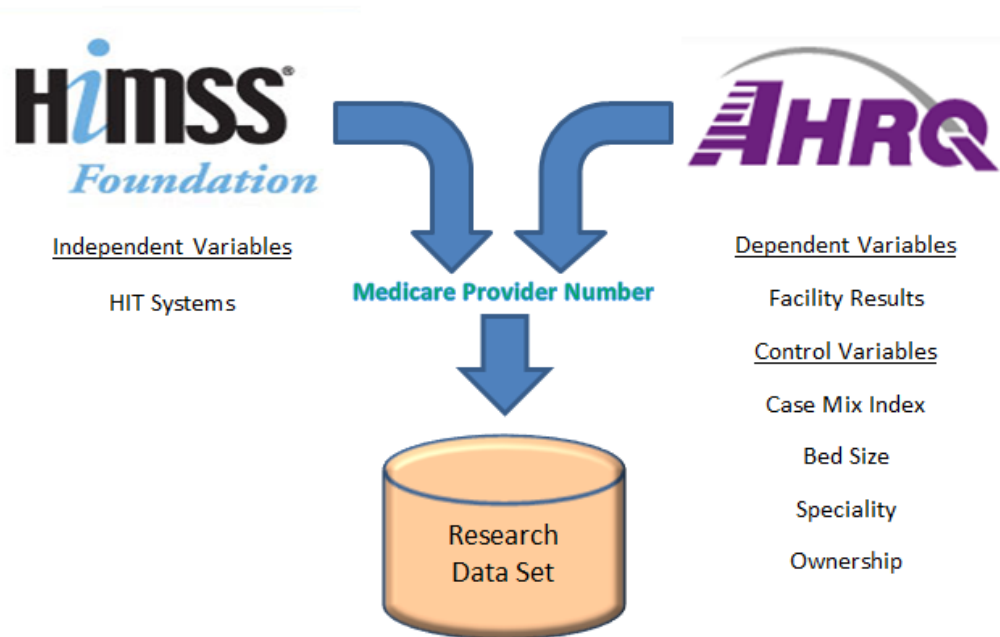 HiMSS®
Foundation
Independent Variables
HIT Systems
AHRQ
Dependent Variables
Facility Results
Control Variables
Case Mix Index
Bed Size
Speciality
Ownership
Medicare Provider Number
Research
Data Set